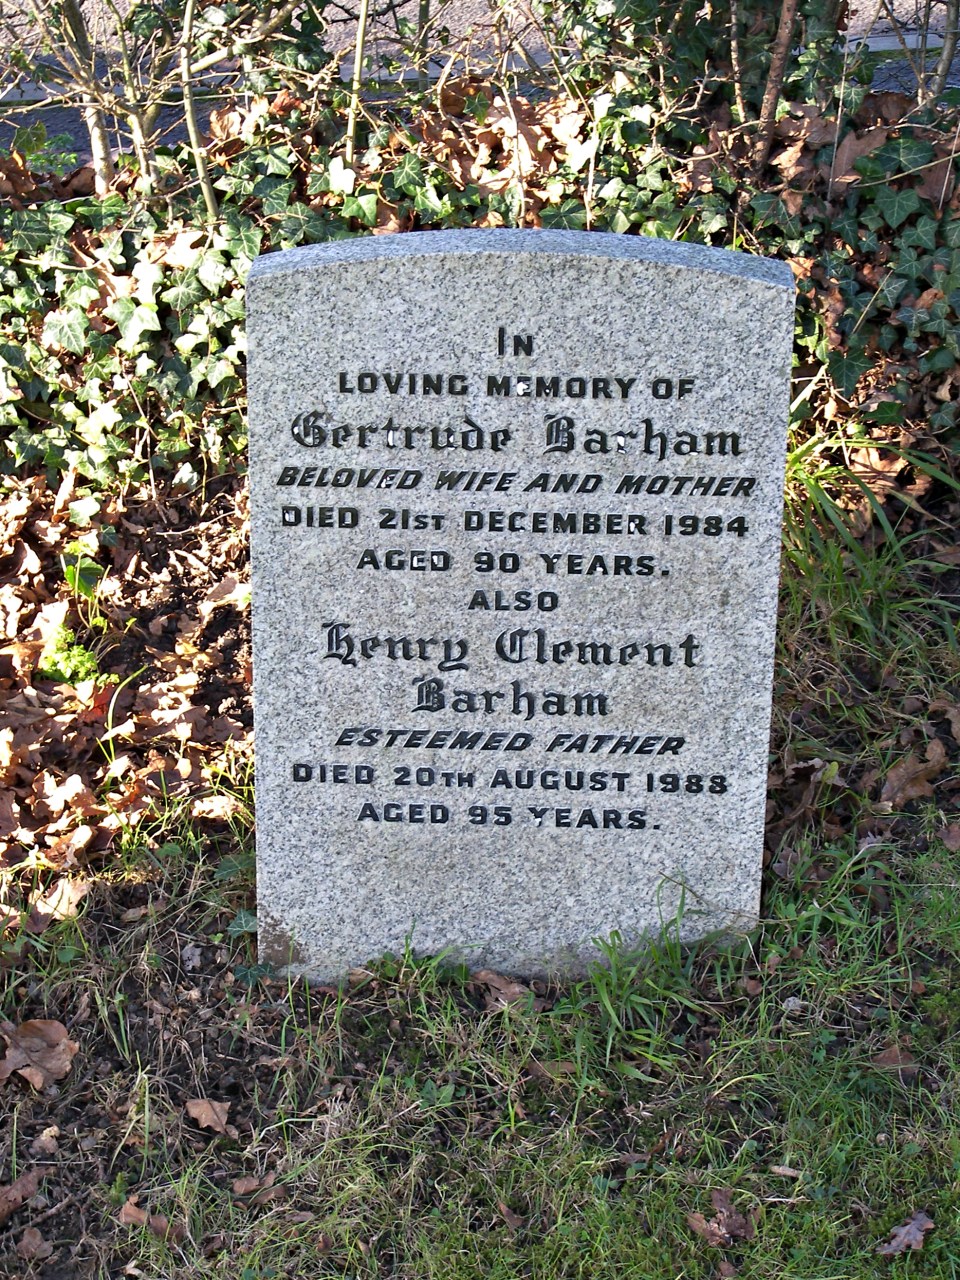 IN
LOVING MEMORY OF
Gertrude Barham
BELOVED WIFE AND MOTHER
DIED 21ST DECEMBER 1984
AGED 90 YEARS.
ALSO
Henry Clement
Barham
ESTEEMED FATHER
DIED 20TH AUGUST 1988
AGED 95 YEARS.